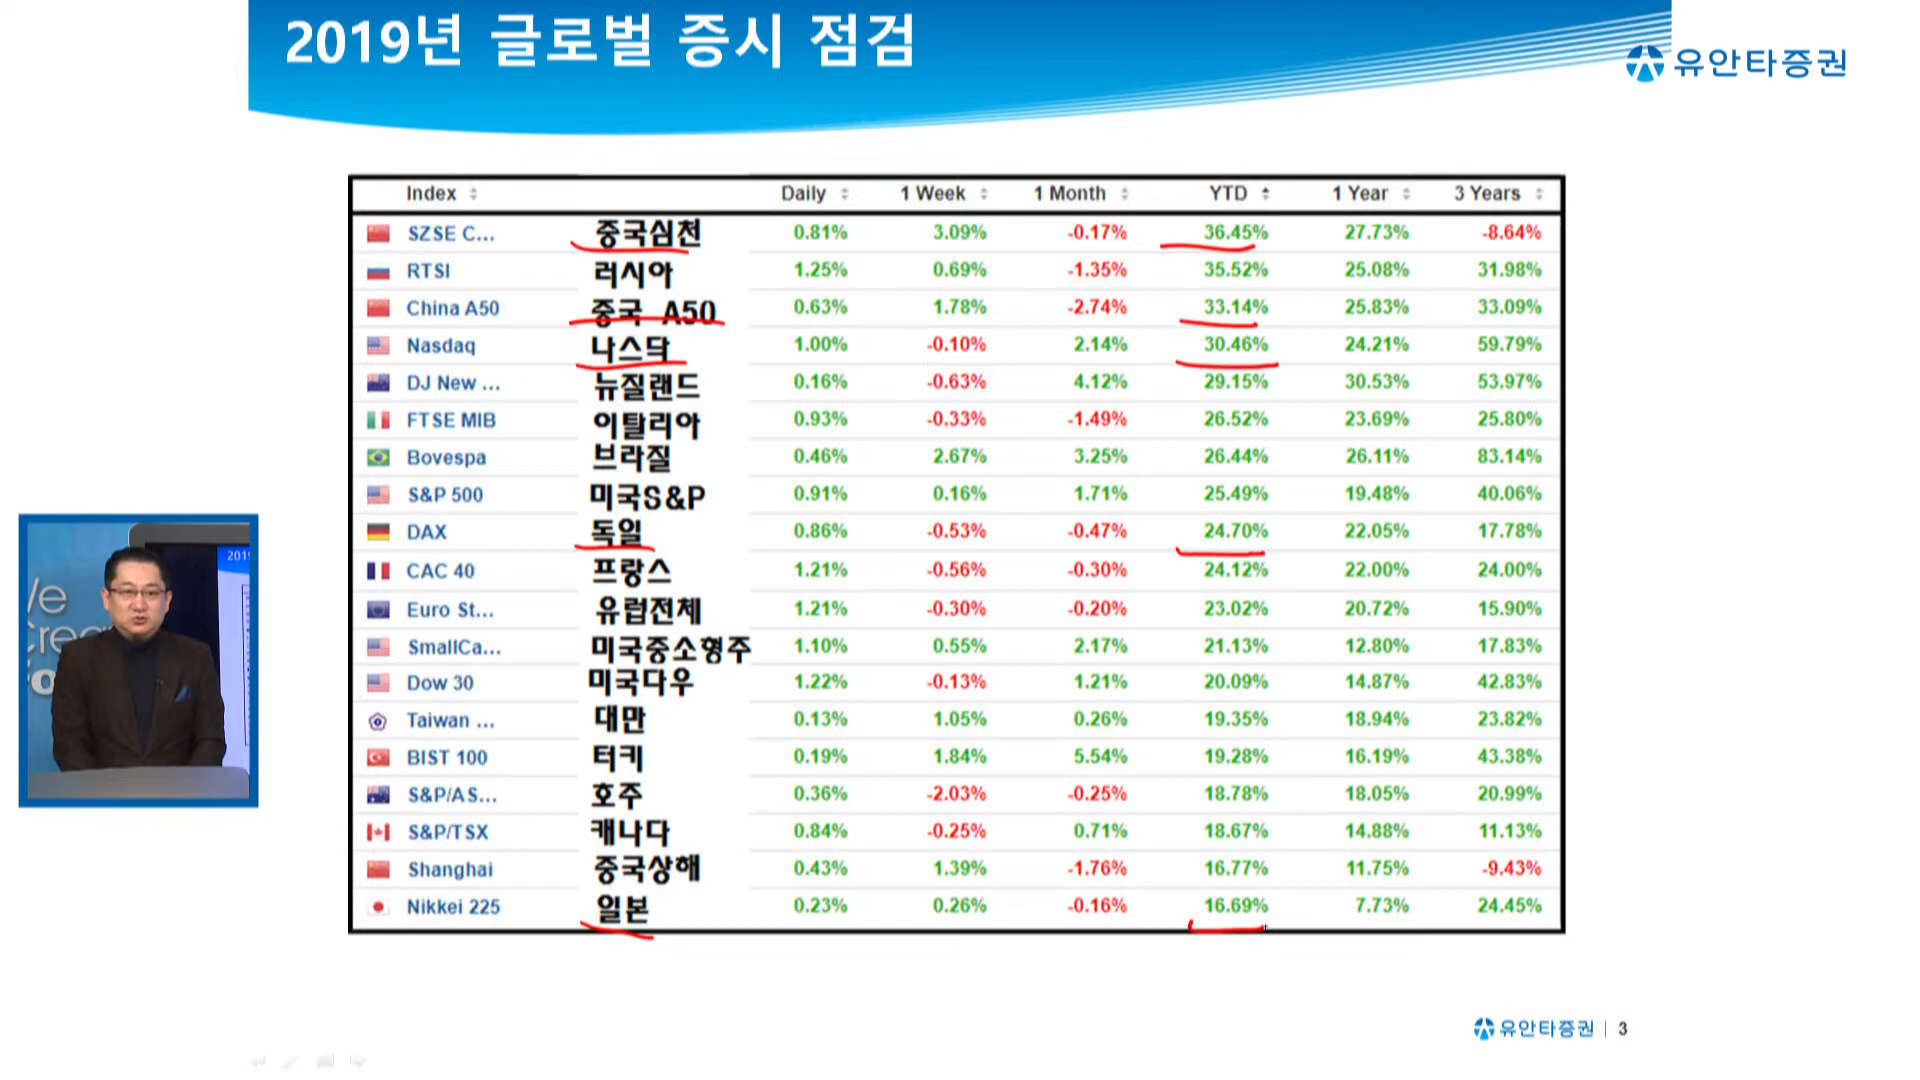 2019년 글로벌 증시 점검
유안타증권
Index Daily 1 Week 1 Month YTD 1 Year 3 Years
SZSE C... 중국심천 0.81% 3.09% -0.17% 36.45% 27.73% -8.64%
RTSI 러시아 1.25% 0.69% -1.35% 35.52% 25.08% 31.98%
China A50 중국 A50 0.63% 1.78% -2.74% 33.14% 25.83% 33.09%
Nasdaq 나스닥 1.00% -0.10% 2.14% 30.46% 24.21% 59.79%
DJ New ... 뉴질랜드 0.16% -0.63% 4.12% 29.15% 30.53% 53.97%
FTSE MIB 이탈리아 0.93% -0.33% -1.49% 26.52% 23.69% 25.80%
Bovespa 브라질 0.46% 2.67% 3.25% 26.44% 26.11% 83.14%
S&P 500 미국S&P 0.91% 0.16% 1.71% 25.49% 19.48% 40.06%
DAX 독일 0.86% -0.53% -0.47% 24.70% 22.05% 17.78%
CAC 40 프랑스 1.21% -0.56% -0.30% 24.12% 22.00% 24.00%
Euro St... 유럽전체 1.21% -0.30% -0.20% 23.02% 20.72% 15.90%
SmallCa... 미국중소형주 1.10% 0.55% 2.17% 21.13% 12.80% 17.83%
Dow 30 미국다우 1.22% -0.13% 1.21% 20.09% 14.87% 42.83%
Taiwan ... 대만 0.13% 1.05% 0.26% 19.35% 18.94% 23.82%
BIST 100 터키 0.19% 1.84% 5.54% 19.28% 16.19% 43.38%
S&P/AS... 호주 0.36% -2.03% -0.25% 18.78% 18.05% 20.99%
S&P/TSX 캐나다 0.84% -0.25% 0.71% 18.67% 14.88% 11.13%
Shanghai 중국상해 0.43% 1.39% -1.76% 16.77% 11.75% -9.43%
Nikkei 225 일본 0.23% 0.26% -0.16% 16.69% 7.73% 24.45%
유안타증권 | 3